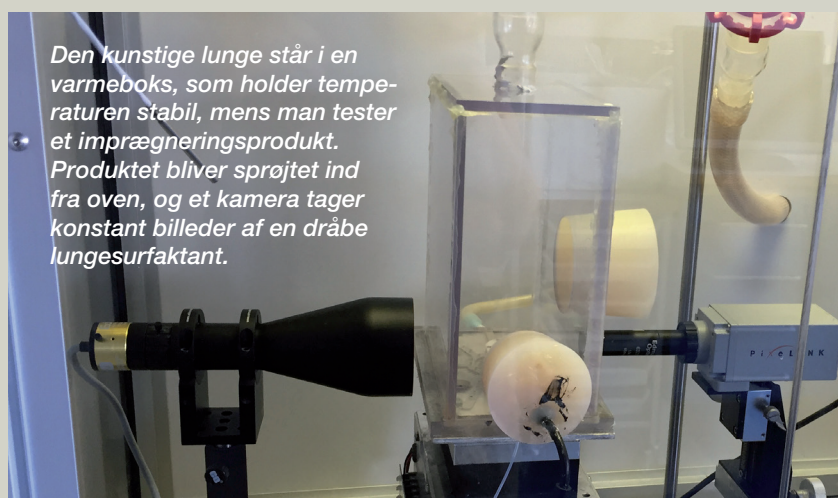 Den kunstige lunge står i en
varmeboks, som holder tempe-
raturen stabil, mens man tester
et imprægneringsprodukt.
Produktet bliver sprøjtet ind
fra oven, og et kamera tager
konstant billeder af en dråbe
lungesurfaktant.
PixeLINK